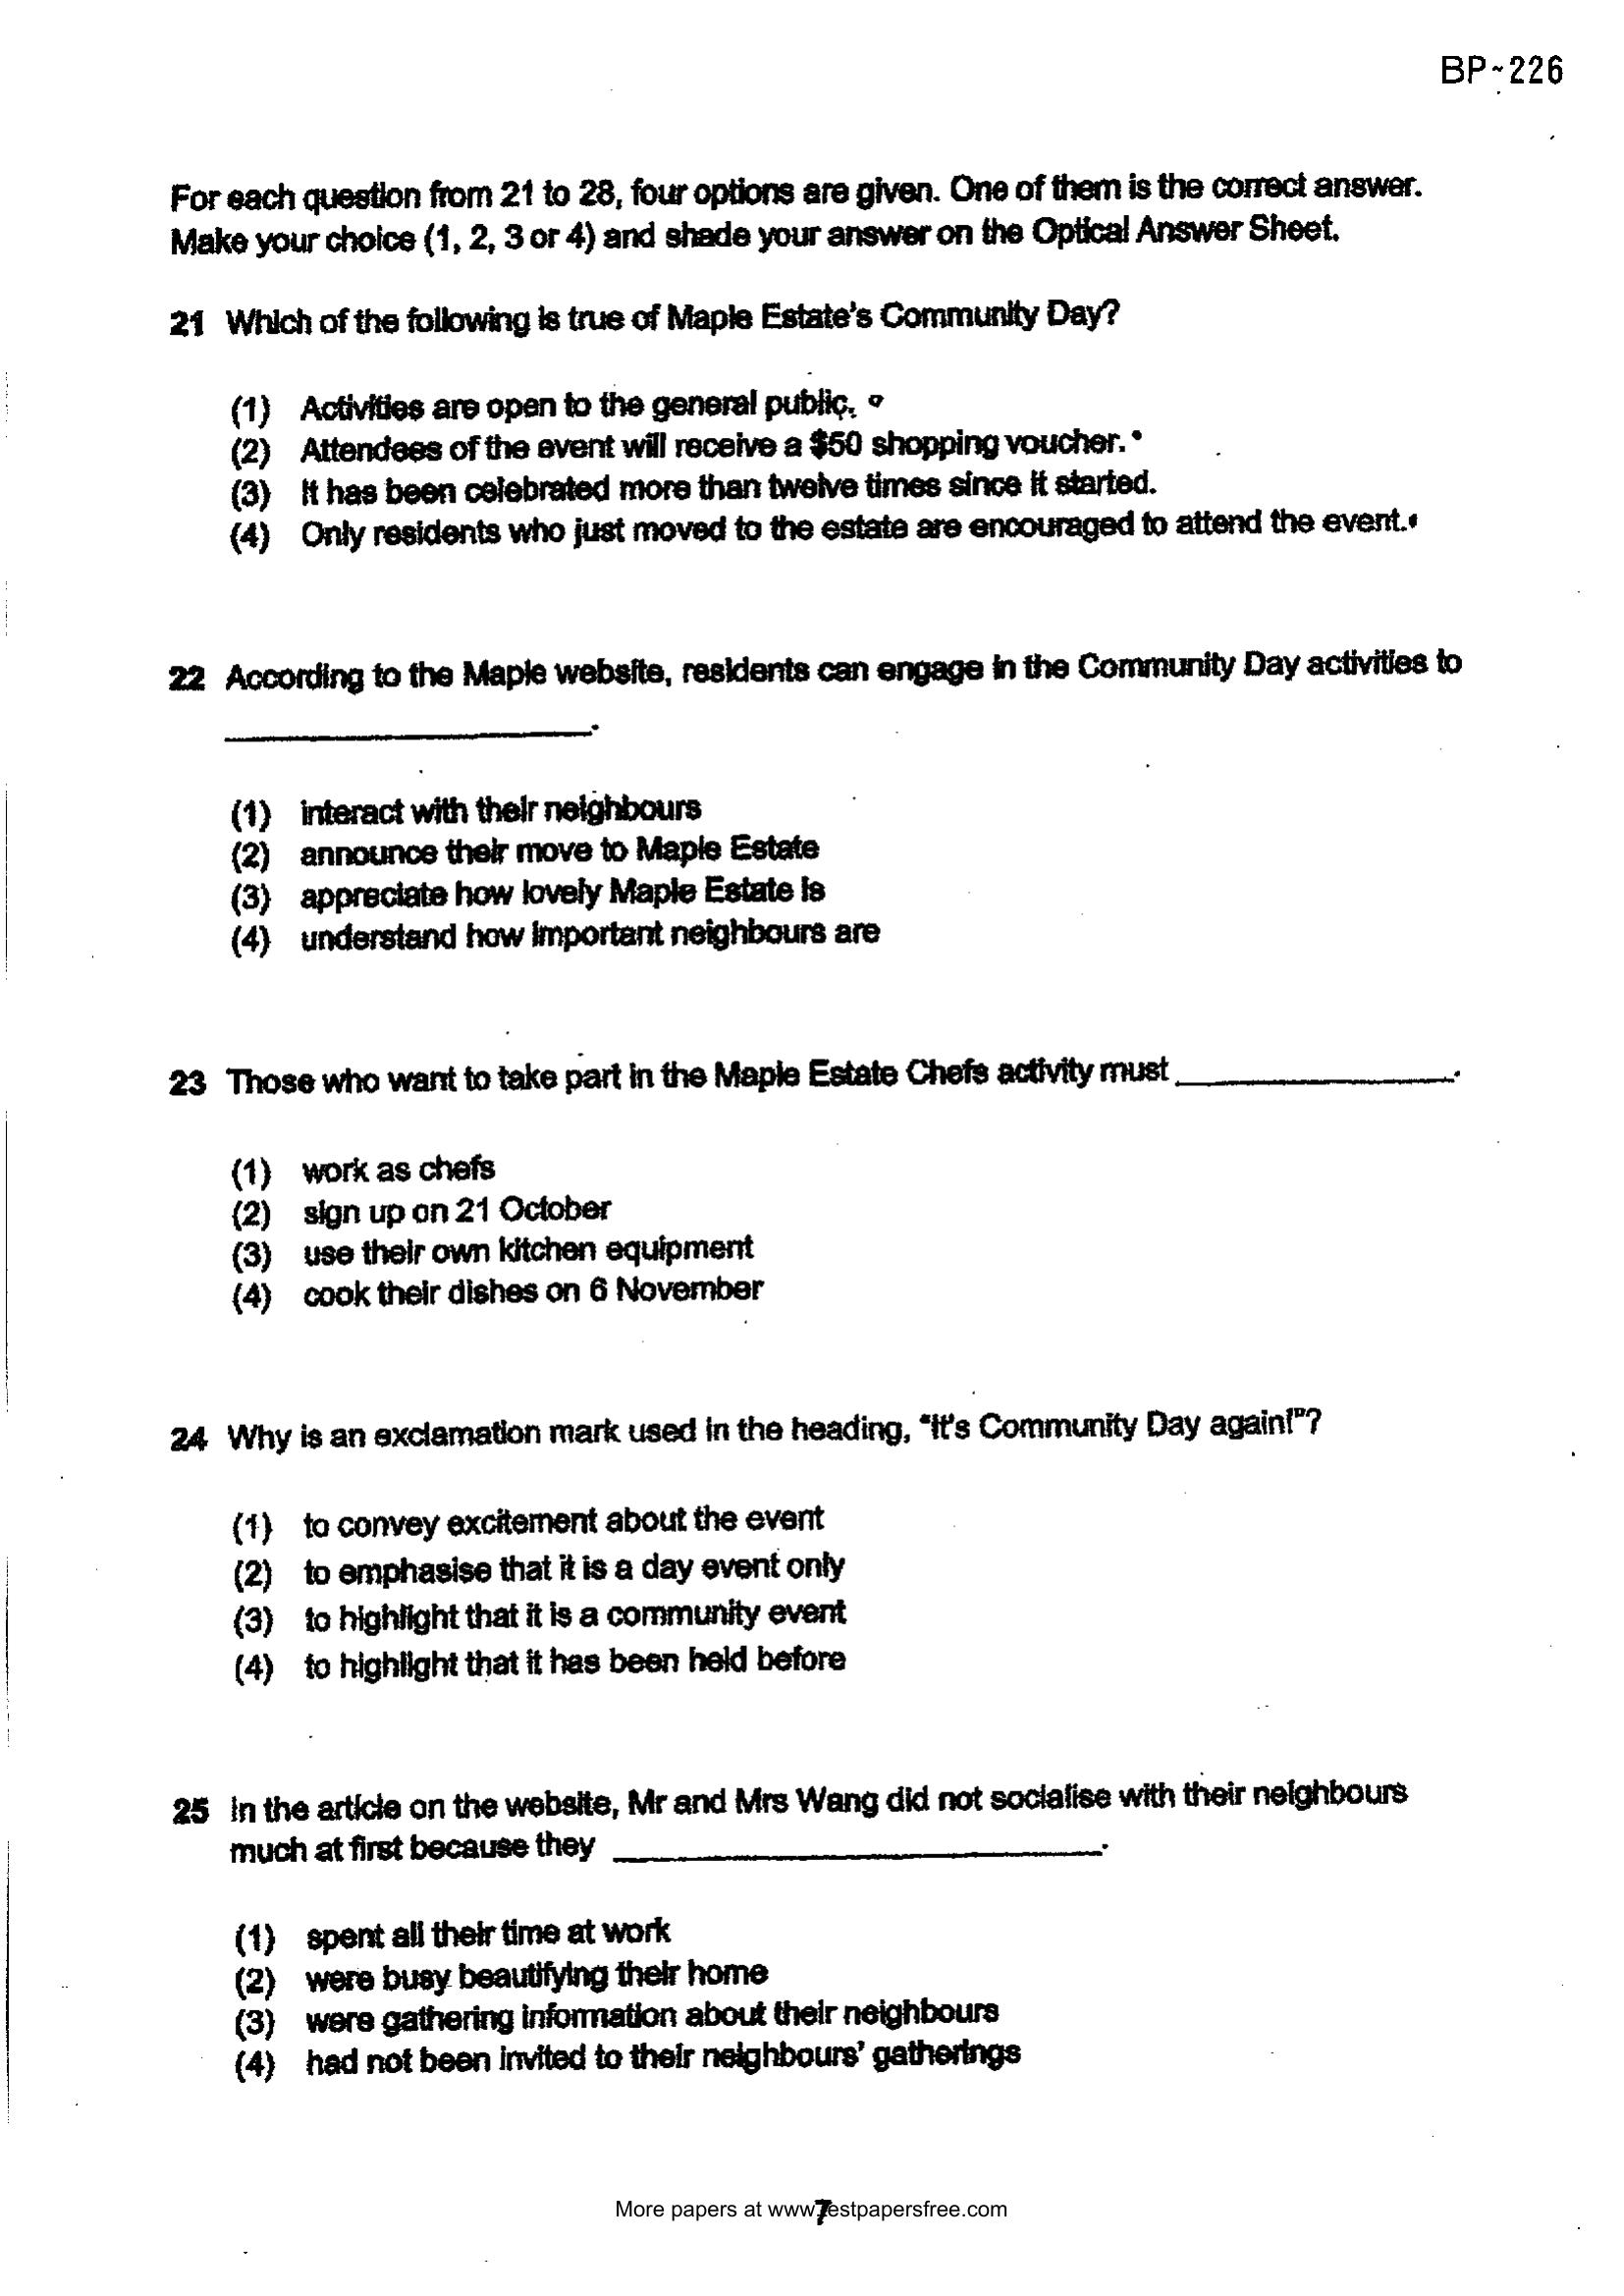 BP-226
For each question from 21 to 28, four options are given. One of them is the correct answer.
Make your choice (1, 2, 3 or 4) and shade your answer on the Optical Answer Sheet.
21 Which of the following is true of Maple Estate's Community Day?
(1) Activities are open to the general public.
(2) Attendees of the event will receive a $50 shopping voucher.
(3) It has been celebrated more than twelve times since it started.
(4) Only residents who just moved to the estate are encouraged to attend the event.
22 According to the Maple website, residents can engage in the Community Day activities to
____________________.
(1) interact with their neighbours
(2) announce their move to Maple Estate
(3) appreciate how lovely Maple Estate is
(4) understand how important neighbours are
23 Those who want to take part in the Maple Estate Chefs activity must ________________.
(1) work as chefs
(2) sign up on 21 October
(3) use their own kitchen equipment
(4) cook their dishes on 6 November
24 Why is an exclamation mark used in the heading, "It's Community Day again!"?
(1) to convey excitement about the event
(2) to emphasise that it is a day event only
(3) to highlight that it is a community event
(4) to highlight that it has been held before
25 In the article on the website, Mr and Mrs Wang did not socialise with their neighbours
much at first because they ___________________________.
(1) spent all their time at work
(2) were busy beautifying their home
(3) were gathering information about their neighbours
(4) had not been invited to their neighbours' gatherings
7
More papers at www.testpapersfree.com